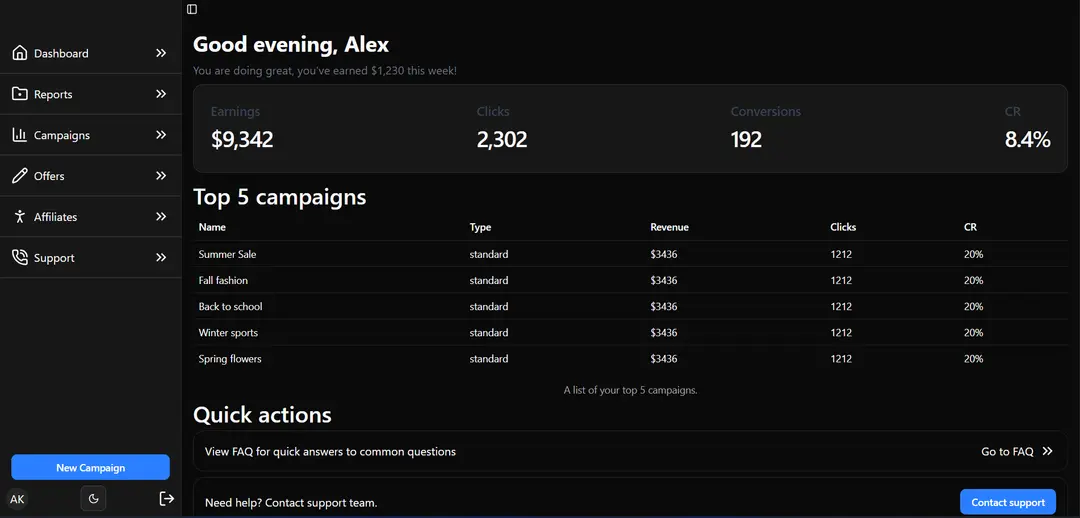 Dashboard
Reports
Campaigns
Offers
Affiliates
Support
New Campaign
AK
Good evening, Alex
You are doing great, you've earned $1,230 this week!
Earnings Clicks Conversions CR
$9,342 2,302 192 8.4%
Top 5 campaigns
Name Type Revenue Clicks CR
Summer Sale standard $3436 1212 20%
Fall fashion standard $3436 1212 20%
Back to school standard $3436 1212 20%
Winter sports standard $3436 1212 20%
Spring flowers standard $3436 1212 20%
A list of your top 5 campaigns.
Quick actions
View FAQ for quick answers to common questions Go to FAQ
Need help? Contact support team. Contact support